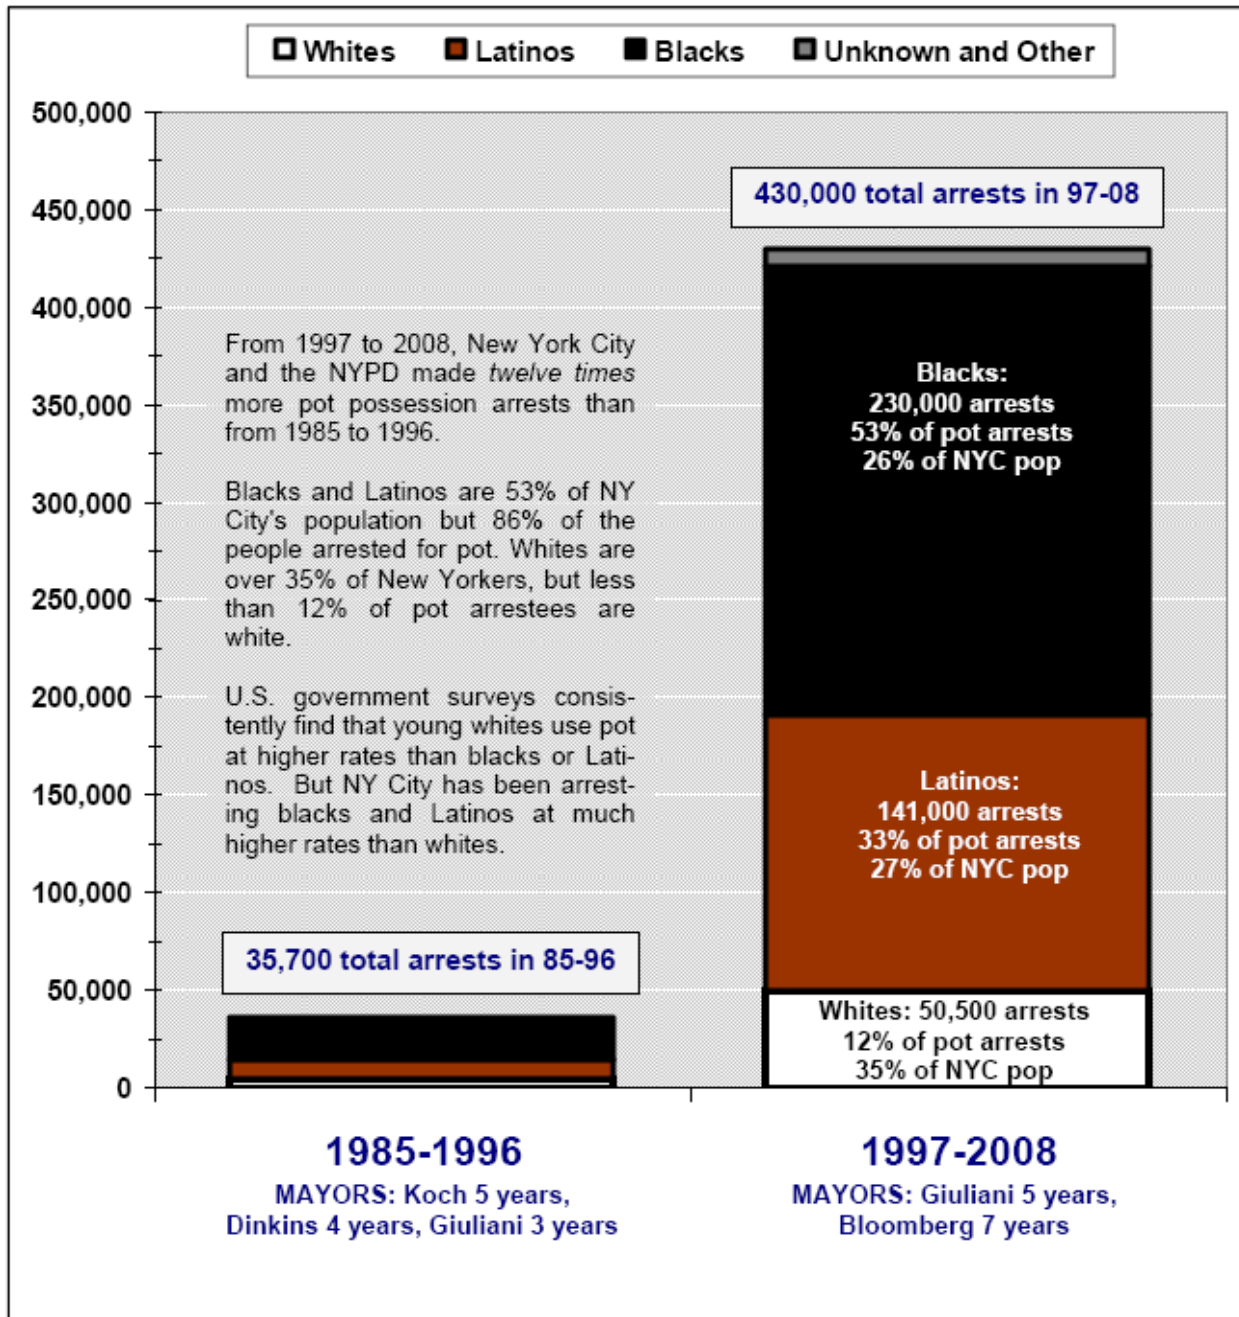 Whites Latinos Blacks Unknown and Other
500,000
450,000
400,000
350,000
300,000
250,000
200,000
150,000
100,000
50,000
0
430,000 total arrests in 97-08
From 1997 to 2008, New York City
and the NYPD made twelve times
more pot possession arrests than
from 1985 to 1996.
Blacks and Latinos are 53% of NY
City's population but 86% of the
people arrested for pot. Whites are
over 35% of New Yorkers, but less
than 12% of pot arrestees are
white.
U.S. government surveys consis-
tently find that young whites use pot
at higher rates than blacks or Lati-
nos. But NY City has been arrest-
ing blacks and Latinos at much
higher rates than whites.
35,700 total arrests in 85-96
Blacks:
230,000 arrests
53% of pot arrests
26% of NYC pop
Latinos:
141,000 arrests
33% of pot arrests
27% of NYC pop
Whites: 50,500 arrests
12% of pot arrests
35% of NYC pop
1985-1996
MAYORS: Koch 5 years,
Dinkins 4 years, Giuliani 3 years
1997-2008
MAYORS: Giuliani 5 years,
Bloomberg 7 years